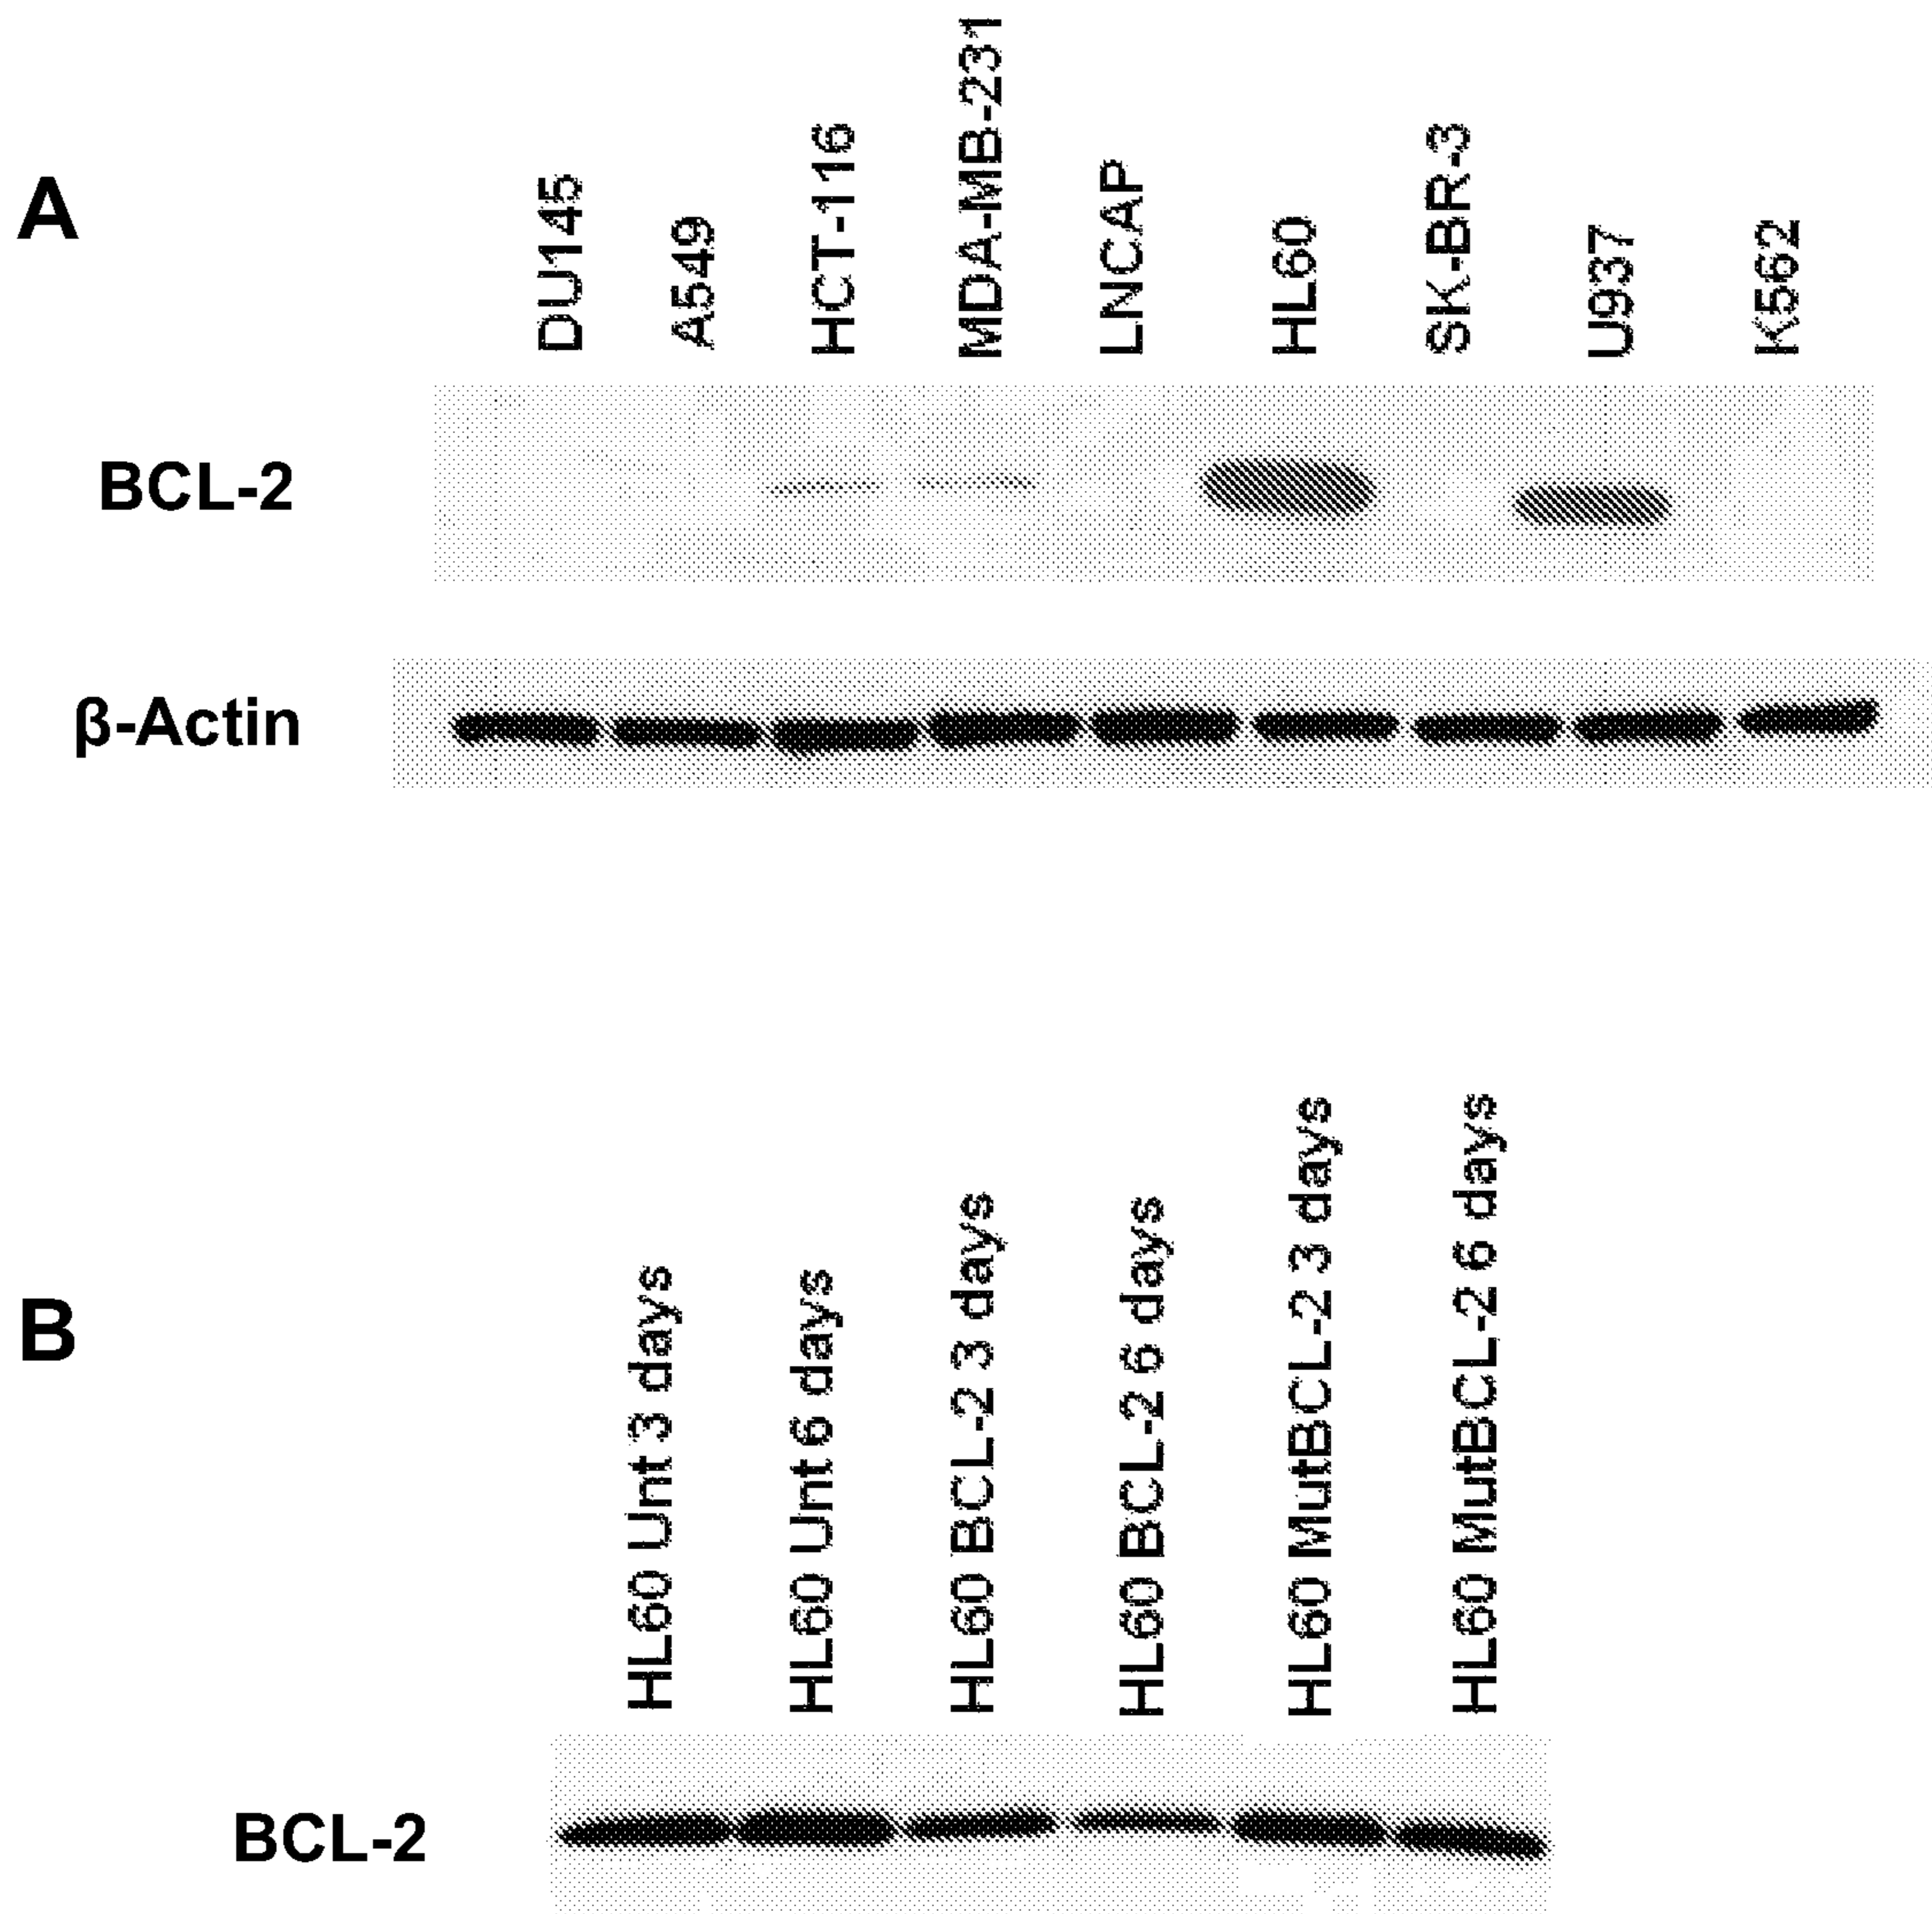 A
DU145
A549
HCT-116
MDA-MB-231
LNCAP
HL60
SK-BR-3
U937
K562
BCL-2
β-Actin
B
HL60 Unt 3 days
HL60 Unt 6 days
HL60 BCL-2 3 days
HL60 BCL-2 6 days
HL60 MutBCL-2 3 days
HL60 MutBCL-2 6 days
BCL-2